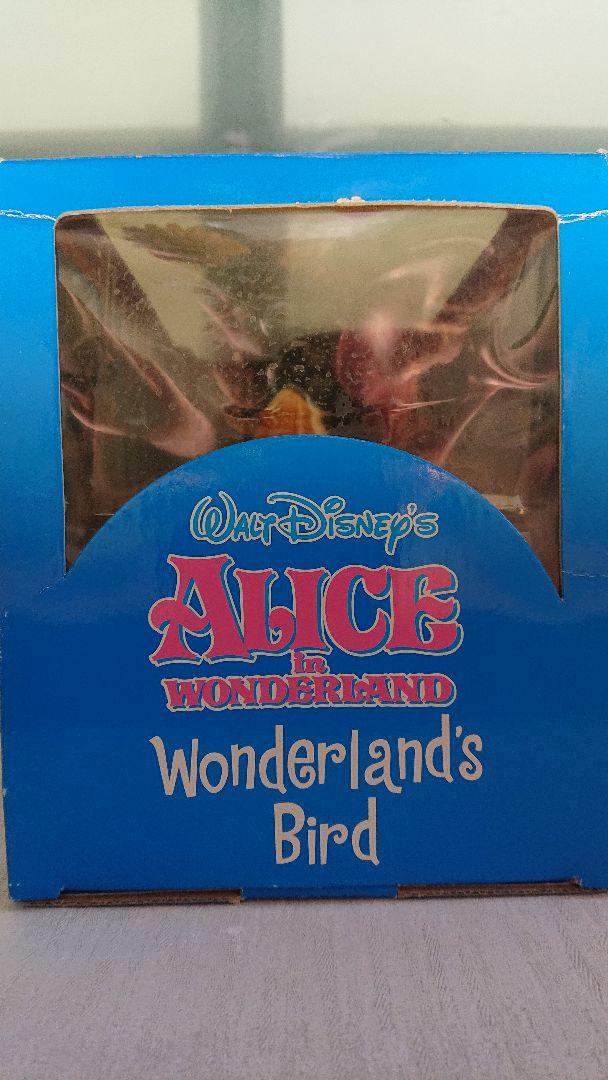 WALT DISNEY'S
ALICE
in
WONDERLAND
Wonderland's
Bird